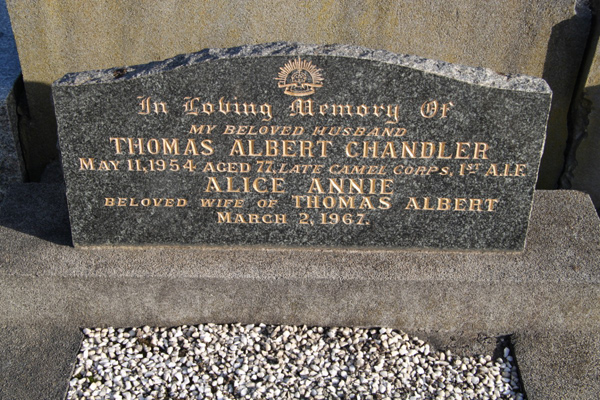 In Loving Memory Of
MY BELOVED HUSBAND
THOMAS ALBERT CHANDLER
MAY 11, 1954 AGED 77, LATE CAMEL CORPS, 1ST A.I.F.
ALICE ANNIE
BELOVED WIFE OF THOMAS ALBERT
MARCH 2, 1967.